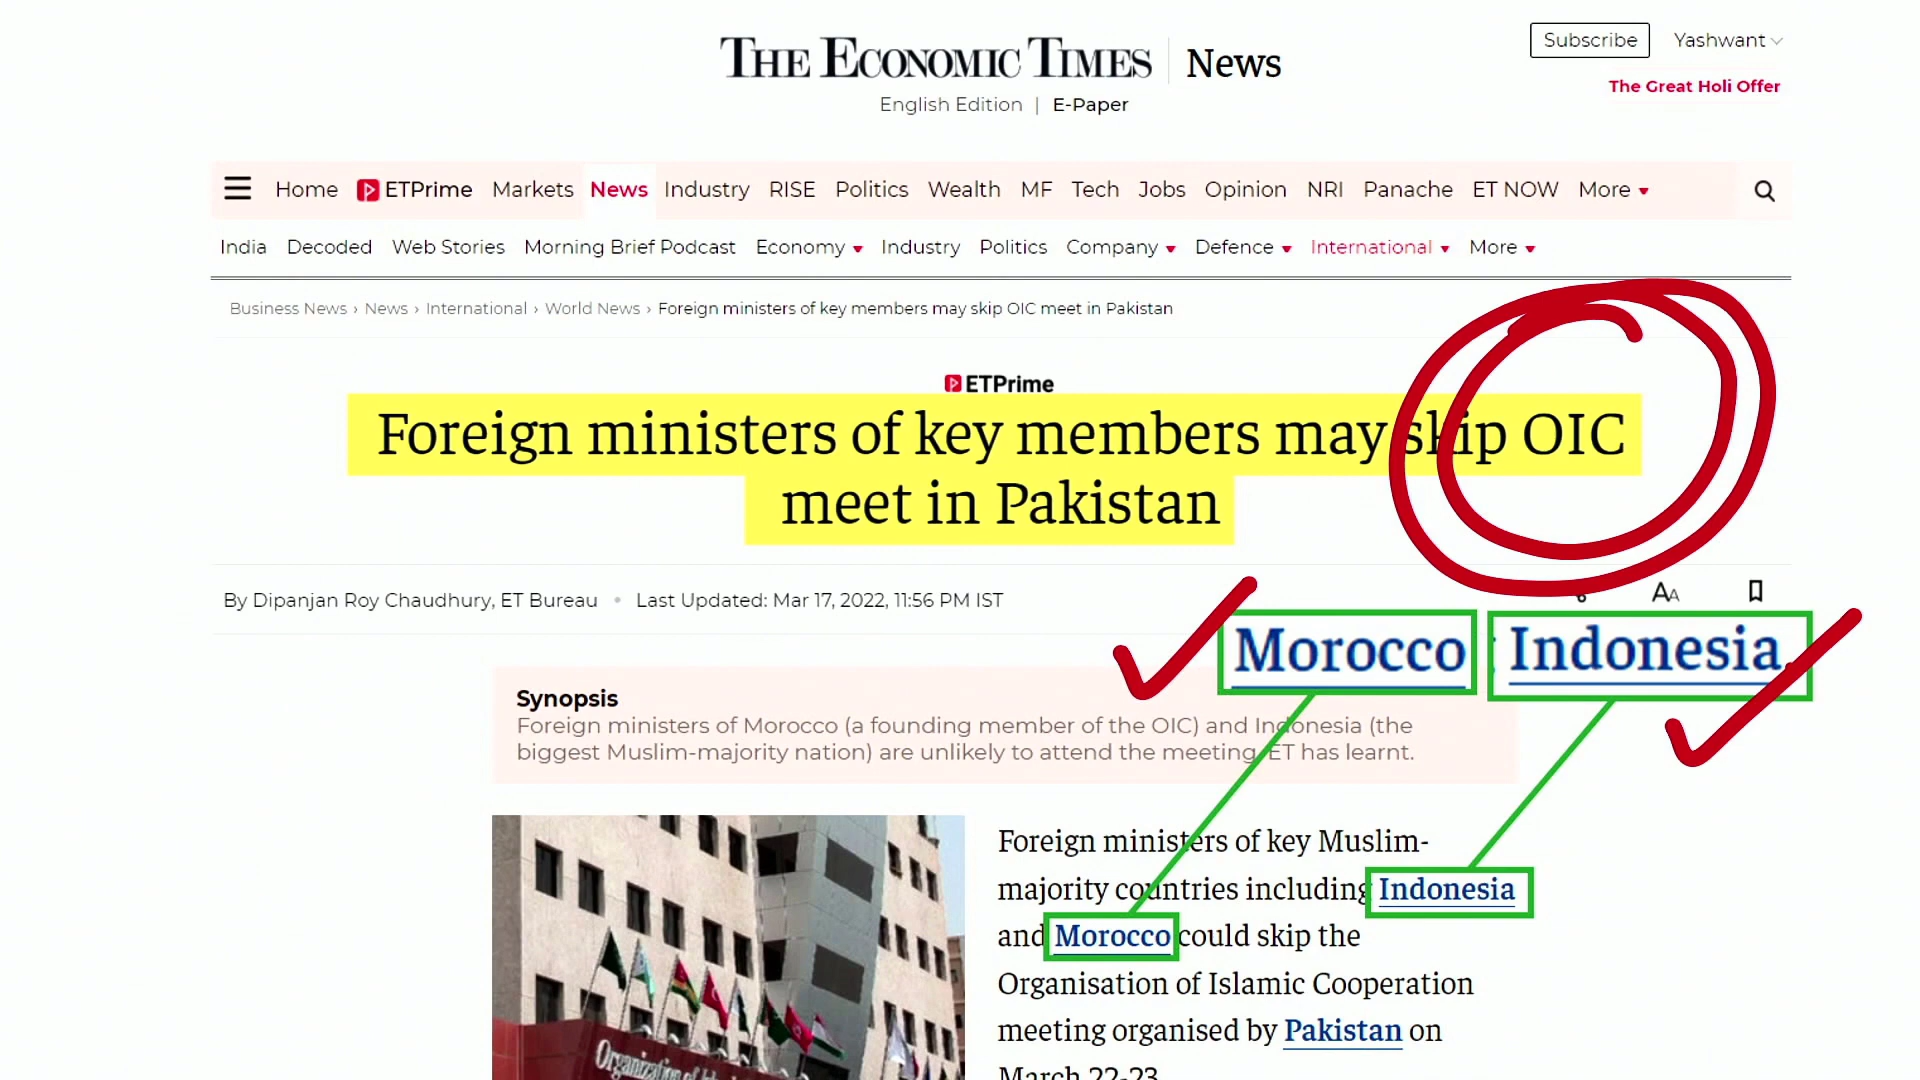 THE ECONOMIC TIMES | News
Subscribe
Yashwant
English Edition | E-Paper
The Great Holi Offer
Home ETPrime Markets News Industry RISE Politics Wealth MF Tech Jobs Opinion NRI Panache ET NOW More
India Decoded Web Stories Morning Brief Podcast Economy Industry Politics Company Defence International More
Business News › News › International › World News › Foreign ministers of key members may skip OIC meet in Pakistan
ETPrime
Foreign ministers of key members may skip OIC
meet in Pakistan
By Dipanjan Roy Chaudhury, ET Bureau • Last Updated: Mar 17, 2022, 11:56 PM IST
AA
Morocco
Indonesia
Synopsis
Foreign ministers of Morocco (a founding member of the OIC) and Indonesia (the
biggest Muslim-majority nation) are unlikely to attend the meeting, ET has learnt.
Foreign ministers of key Muslim-
majority countries including Indonesia
and Morocco could skip the
Organisation of Islamic Cooperation
meeting organised by Pakistan on
March 22-23
Organization of